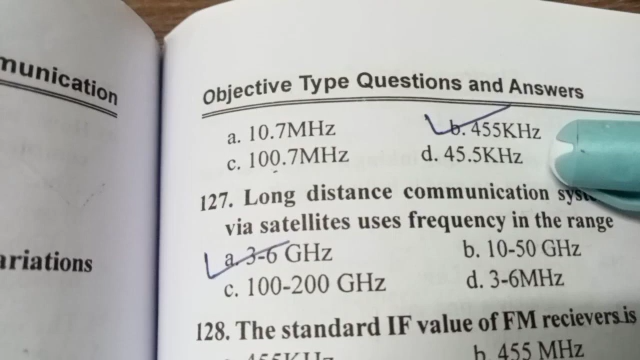 munication
ariations
Objective Type Questions and Answers
a. 10.7MHz b. 455KHz
c. 100.7MHz d. 45.5KHz
127. Long distance communication
via satellites uses frequency in the range
a. 3-6 GHz b. 10-50 GHz
c. 100-200 GHz d. 3-6MHz
128. The standard IF value of FM recievers is
b. 455 MHz